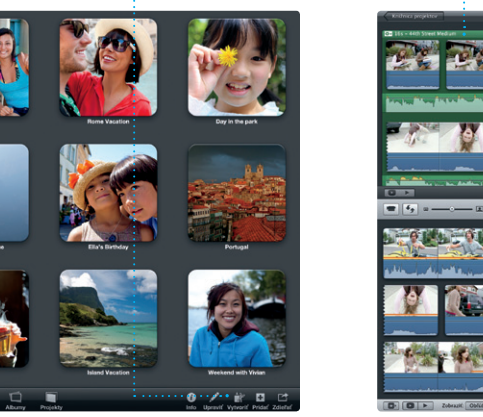 Knižnica projektov
Rome Vacation
Day in the park
Ella's Birthday
Portugal
Island Vacation
Weekend with Vivian
Albumy
Projekty
Info
Upraviť
Vytvoriť
Pridať
Zdieľať
Zobraziť: